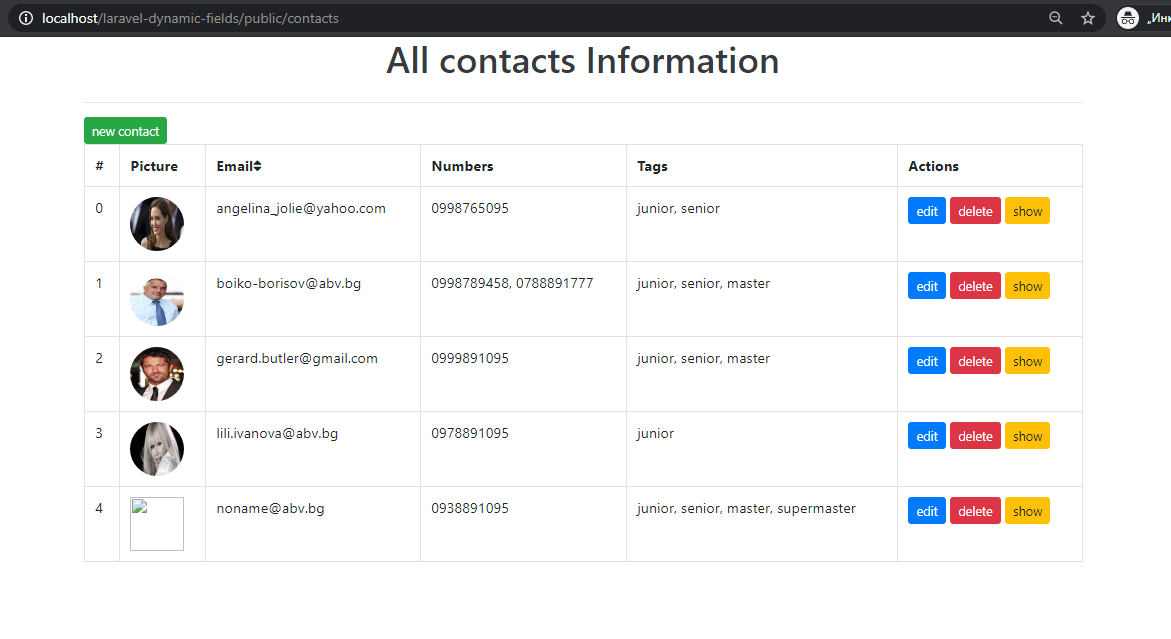 localhost/laravel-dynamic-fields/public/contacts
All contacts Information
new contact
# Picture Email Numbers Tags Actions
0 angelina_jolie@yahoo.com 0998765095 junior, senior edit delete show
1 boiko-borisov@abv.bg 0998789458, 0788891777 junior, senior, master edit delete show
2 gerard.butler@gmail.com 0999891095 junior, senior, master edit delete show
3 lili.ivanova@abv.bg 0978891095 junior edit delete show
4 noname@abv.bg 0938891095 junior, senior, master, supermaster edit delete show